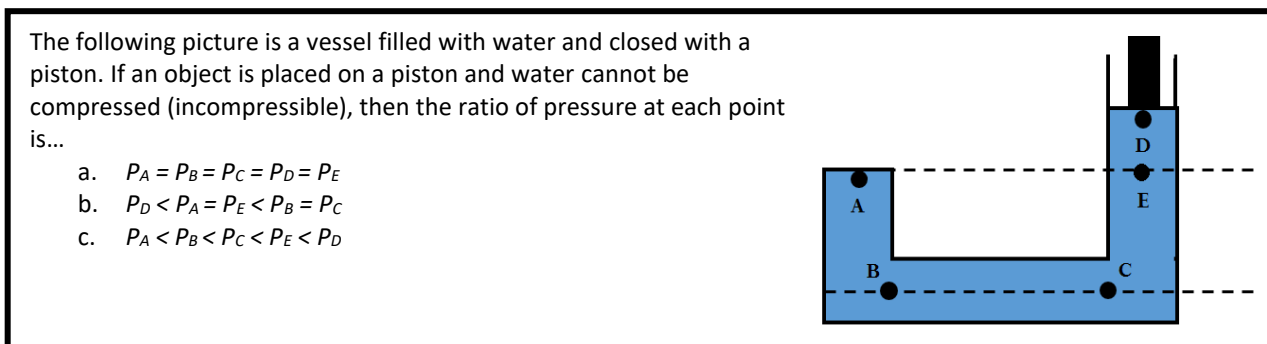 The following picture is a vessel filled with water and closed with a
piston. If an object is placed on a piston and water cannot be
compressed (incompressible), then the ratio of pressure at each point
is...
a. PA = PB = PC = PD = PE
b. PD < PA = PE < PB = PC
c. PA < PB < PC < PE < PD
D
E
A
B
C